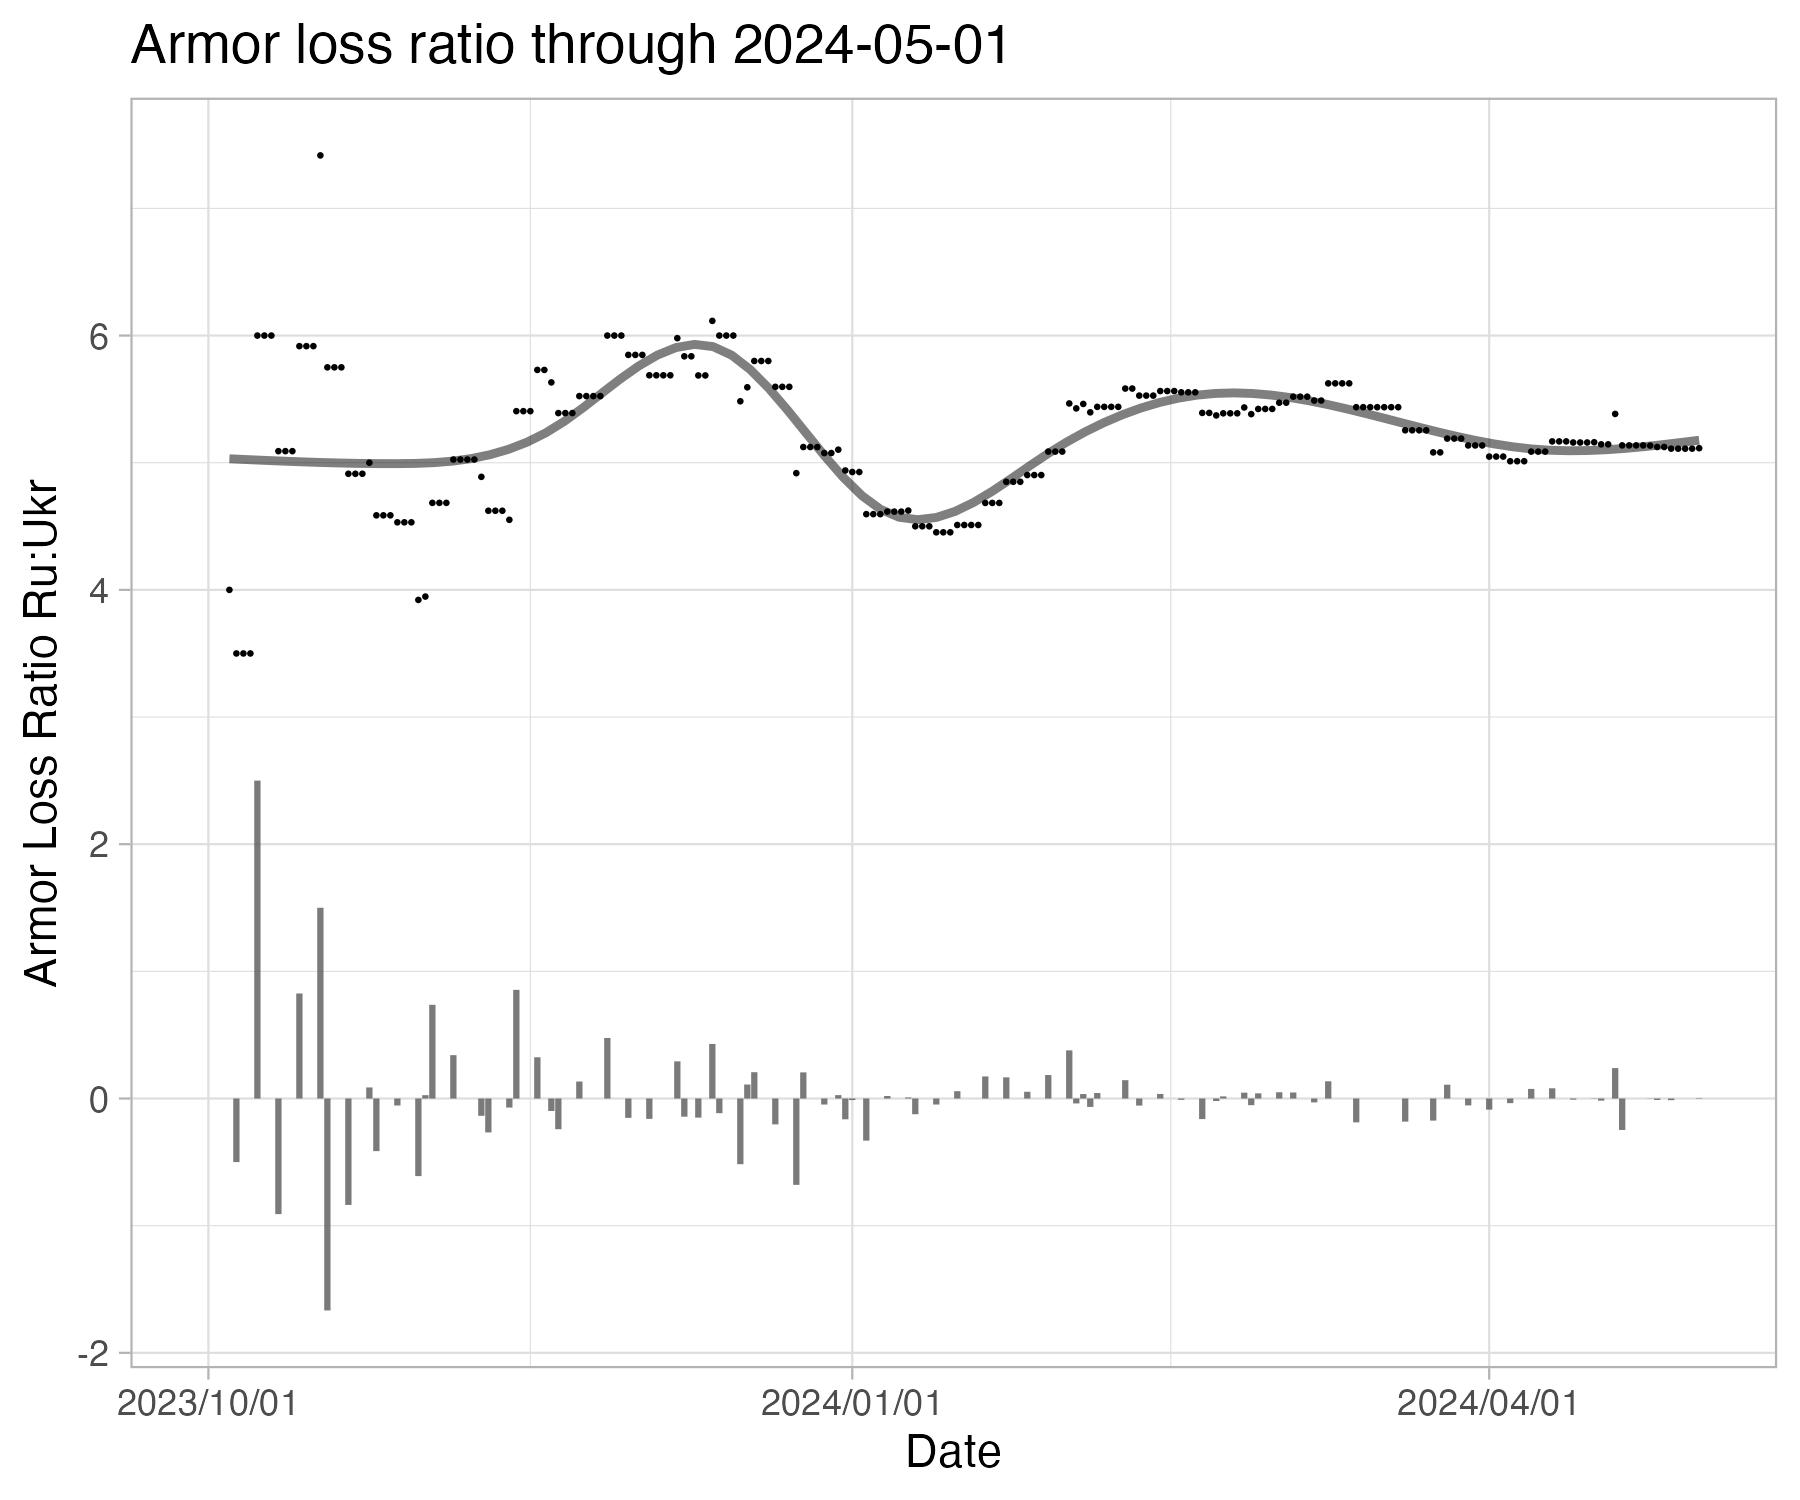 Armor loss ratio through 2024-05-01
Armor Loss Ratio Ru:Ukr
6
4
2
0
-2
2023/10/01
2024/01/01
2024/04/01
Date